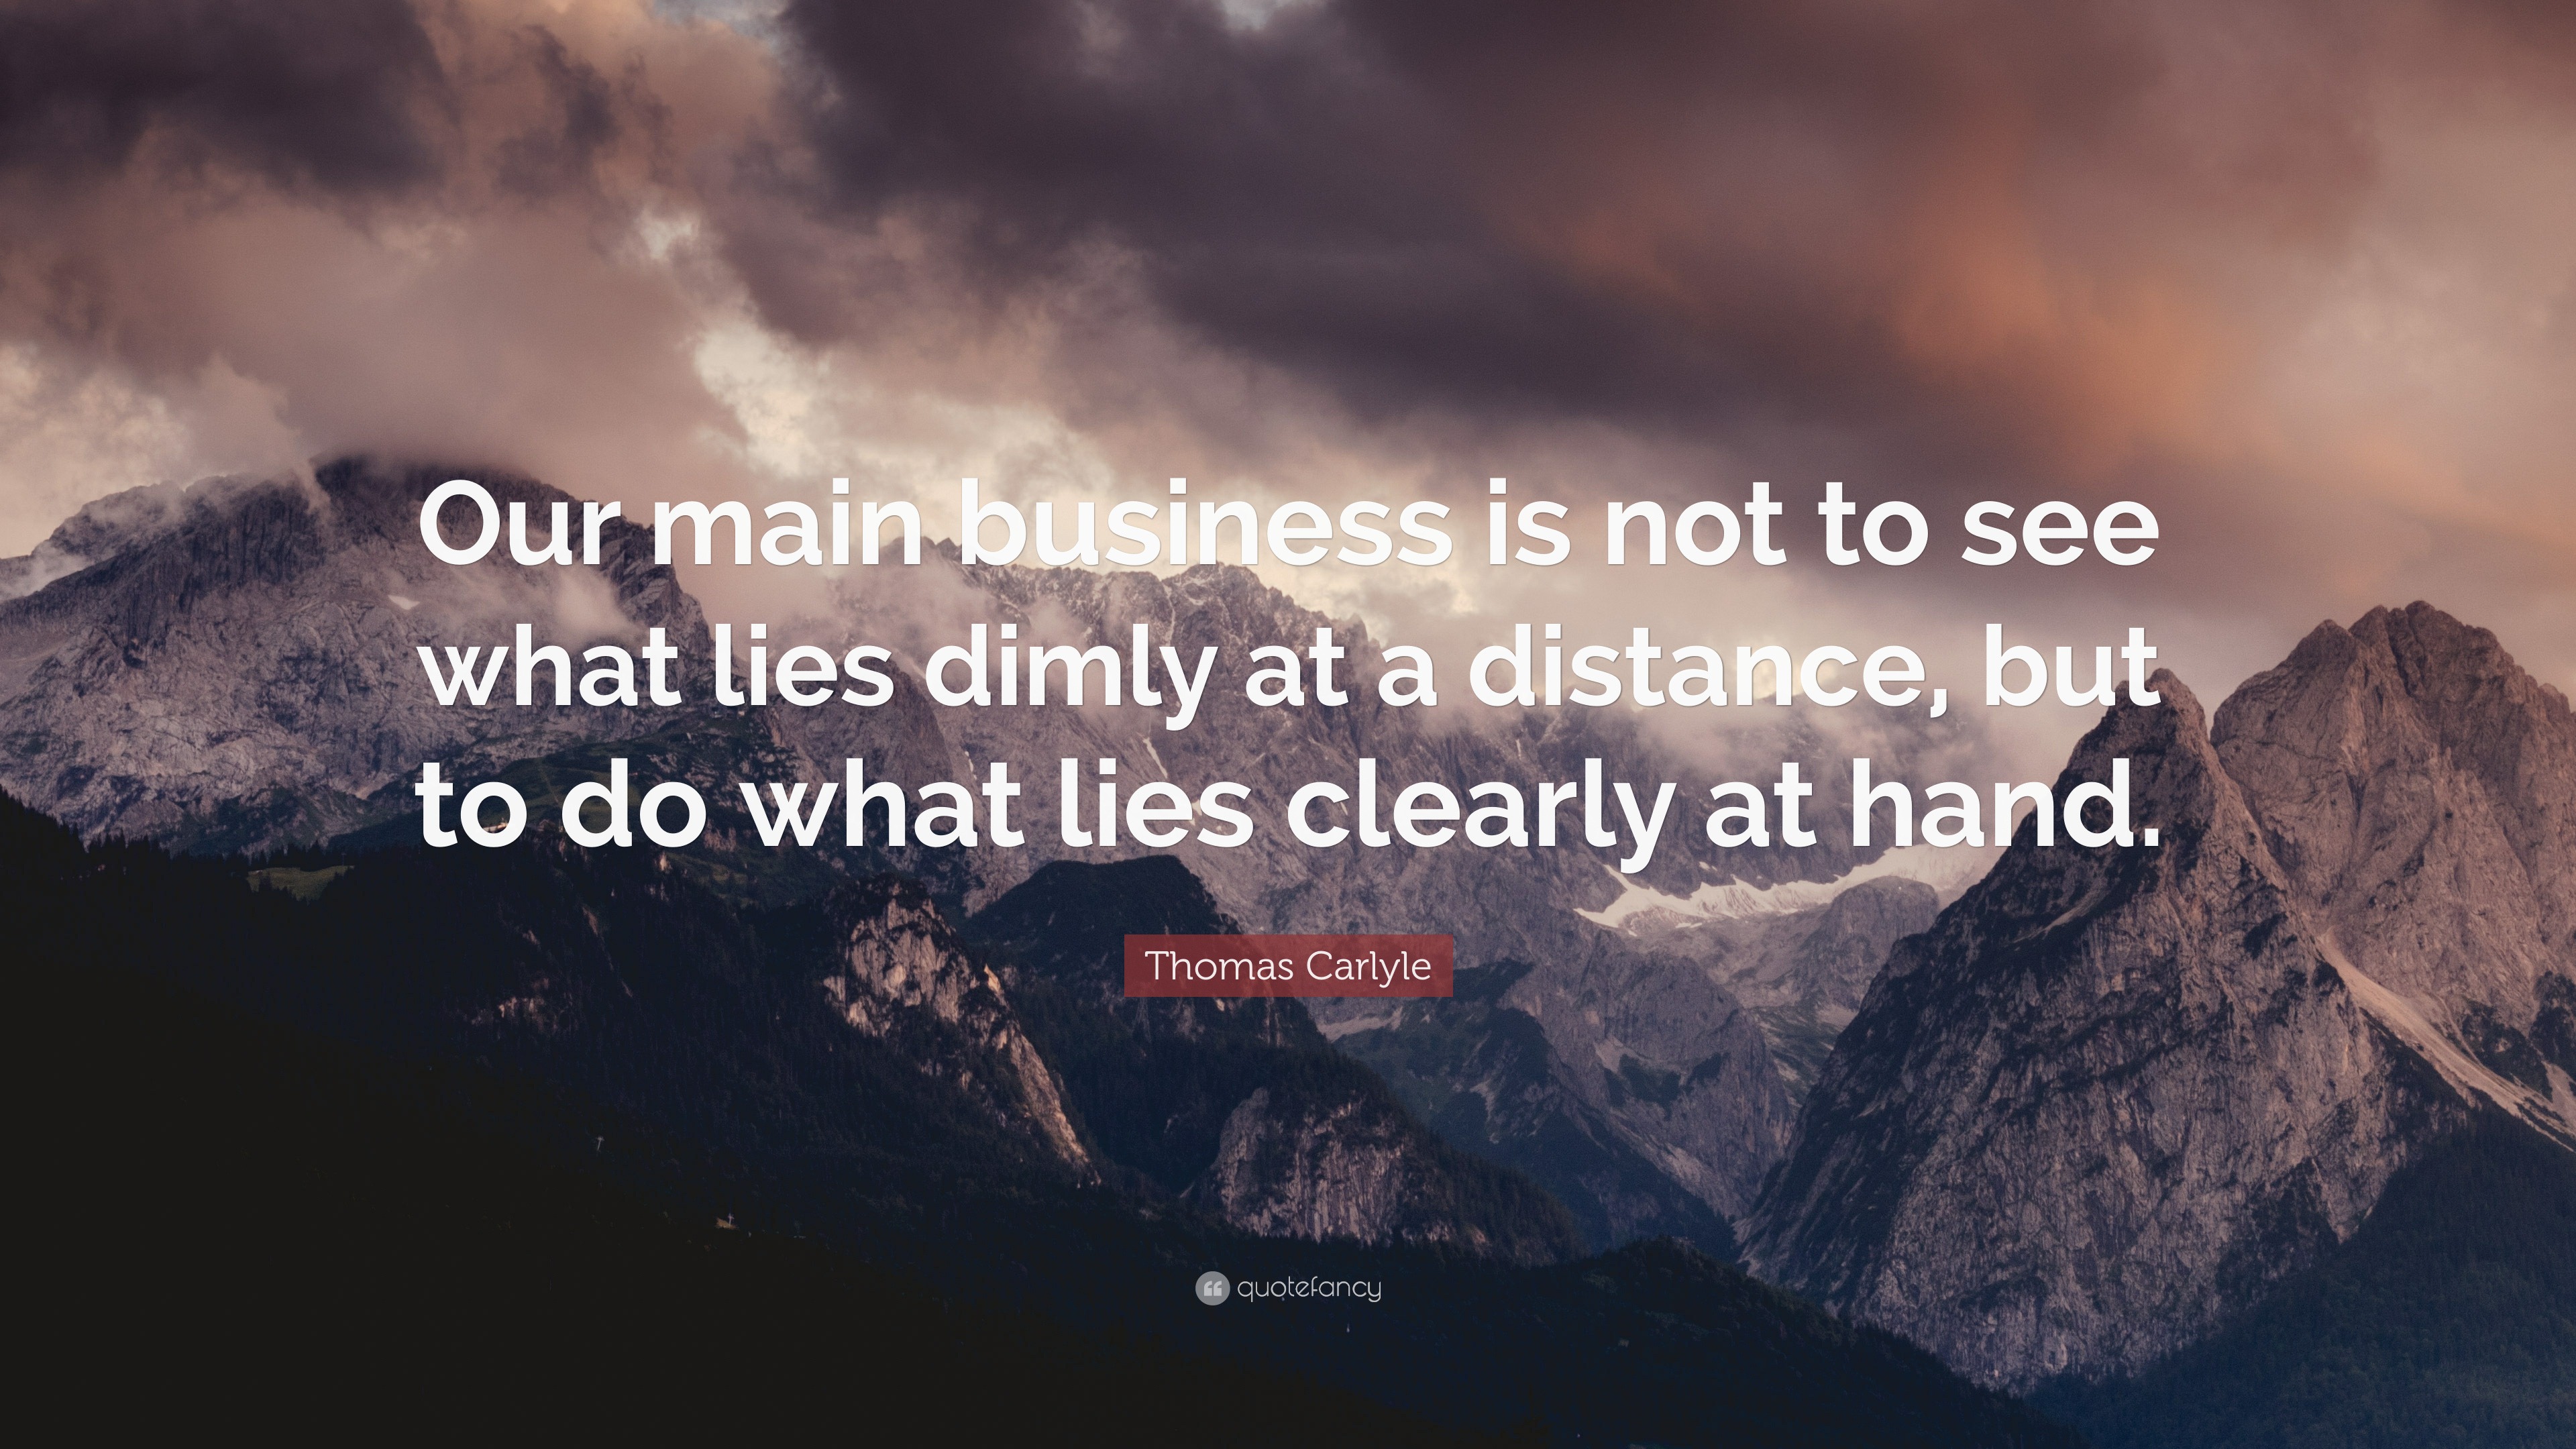 Our main business is not to see
what lies dimly at a distance, but
to do what lies clearly at hand.
Thomas Carlyle
quotefancy